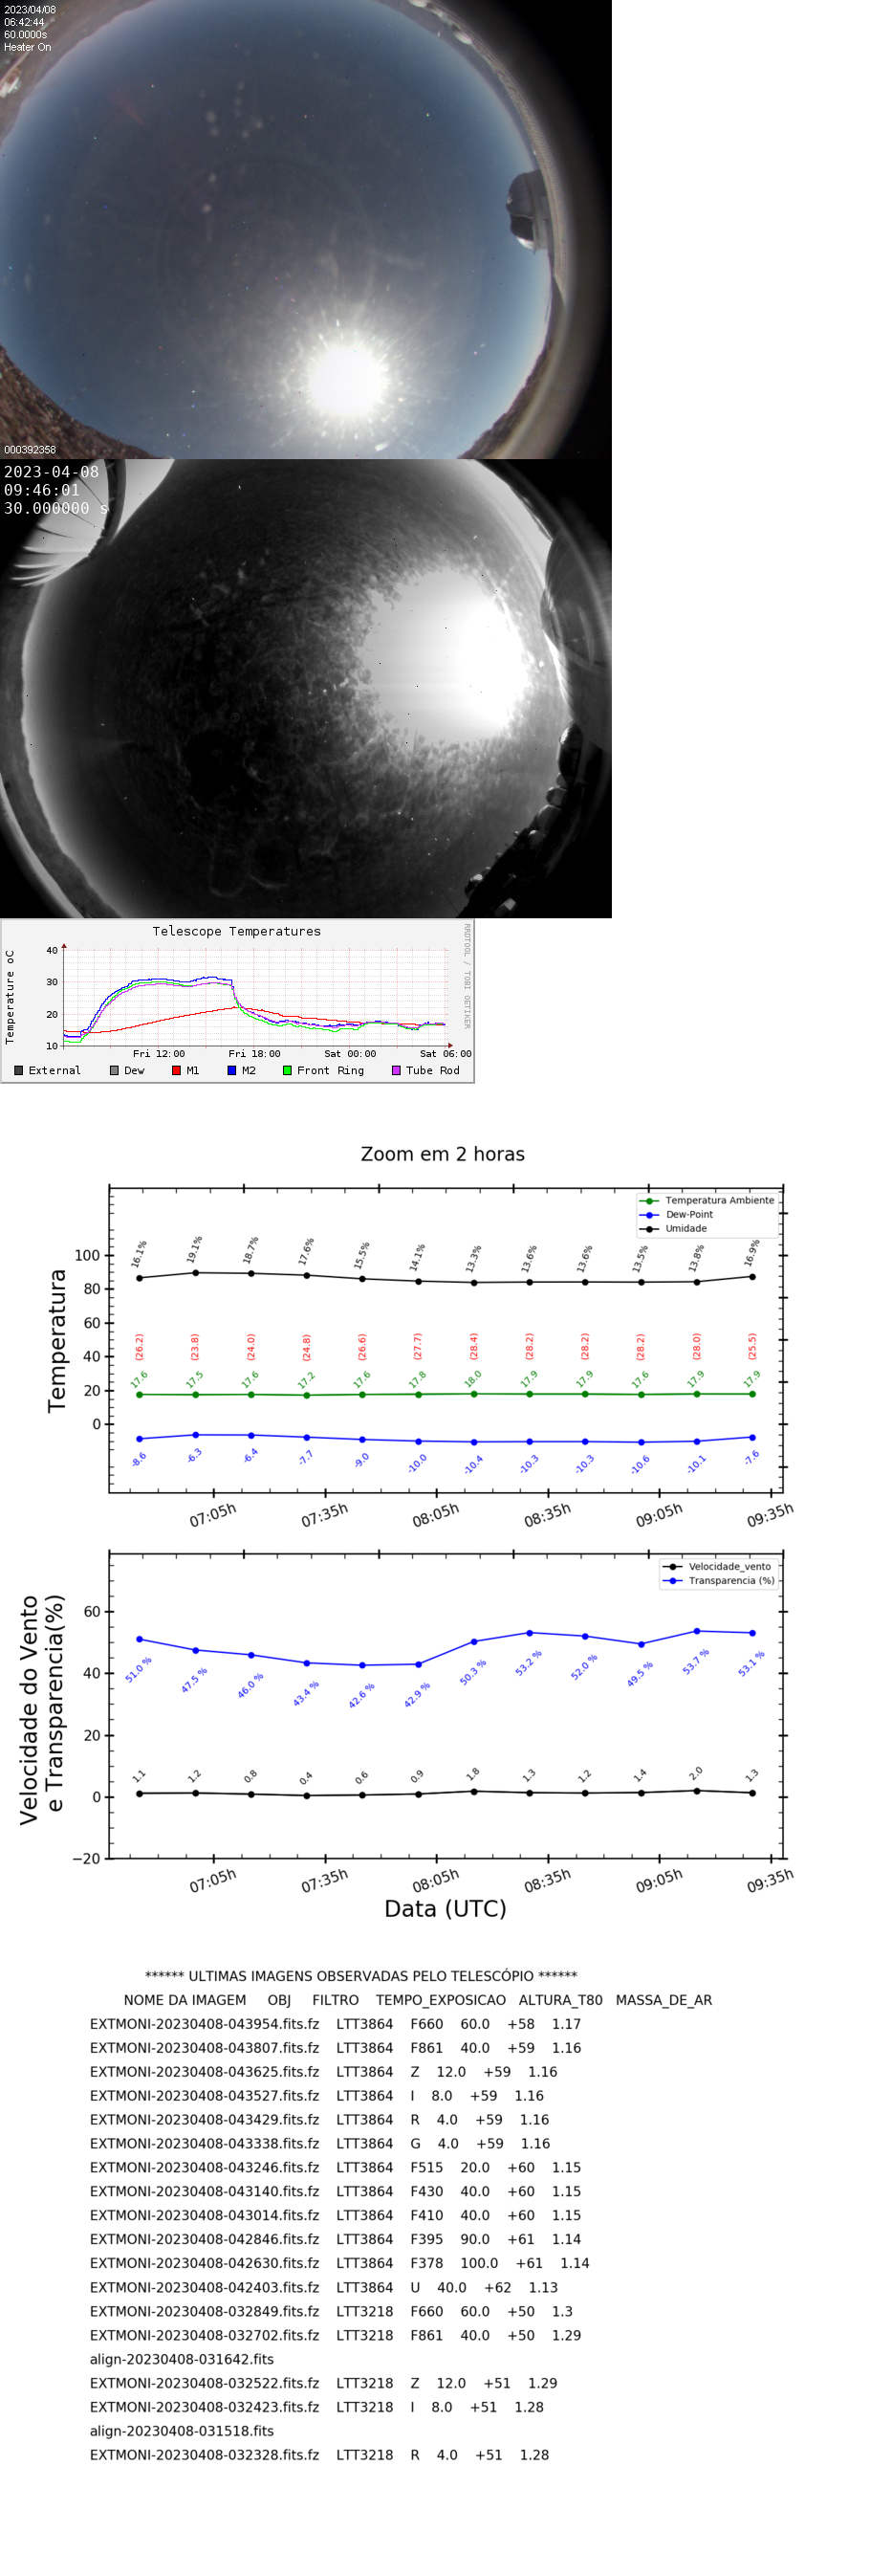 2023/04/08
06:42:44
60.0000s
Heater On
000392358
2023-04-08
09:46:01
30.000000 s
Telescope Temperatures
RRDTOOL / TOBI OETIKER
Temperature oC
40
30
20
10
Fri 12:00 Fri 18:00 Sat 00:00 Sat 06:00
External Dew M1 M2 Front Ring Tube Rod
Zoom em 2 horas
Temperatura Ambiente
Dew-Point
Umidade
Temperatura
100
80
60
40
20
0
16.1% 19.1% 18.7% 17.6% 15.5% 14.1% 13.3% 13.6% 13.6% 13.5% 13.8% 16.9%
(26.2) (23.8) (24.0) (24.8) (26.6) (27.7) (28.4) (28.2) (28.2) (28.2) (28.0) (25.5)
17.6 17.5 17.6 17.2 17.6 17.8 18.0 17.9 17.9 17.6 17.9 17.9
-8.6 -6.3 -6.4 -7.7 -9.0 -10.0 -10.4 -10.3 -10.3 -10.6 -10.1 -7.6
07:05h 07:35h 08:05h 08:35h 09:05h 09:35h
Velocidade_vento
Transparencia (%)
Velocidade do Vento
e Transparencia(%)
60
40
20
0
−20
51.0 % 47.5 % 46.0 % 43.4 % 42.6 % 42.9 % 50.3 % 53.2 % 52.0 % 49.5 % 53.7 % 53.1 %
1.1 1.2 0.8 0.4 0.6 0.9 1.8 1.3 1.2 1.4 2.0 1.3
07:05h 07:35h 08:05h 08:35h 09:05h 09:35h
Data (UTC)
****** ULTIMAS IMAGENS OBSERVADAS PELO TELESCÓPIO ******
NOME DA IMAGEM OBJ FILTRO TEMPO_EXPOSICAO ALTURA_T80 MASSA_DE_AR
EXTMONI-20230408-043954.fits.fz LTT3864 F660 60.0 +58 1.17
EXTMONI-20230408-043807.fits.fz LTT3864 F861 40.0 +59 1.16
EXTMONI-20230408-043625.fits.fz LTT3864 Z 12.0 +59 1.16
EXTMONI-20230408-043527.fits.fz LTT3864 I 8.0 +59 1.16
EXTMONI-20230408-043429.fits.fz LTT3864 R 4.0 +59 1.16
EXTMONI-20230408-043338.fits.fz LTT3864 G 4.0 +59 1.16
EXTMONI-20230408-043246.fits.fz LTT3864 F515 20.0 +60 1.15
EXTMONI-20230408-043140.fits.fz LTT3864 F430 40.0 +60 1.15
EXTMONI-20230408-043014.fits.fz LTT3864 F410 40.0 +60 1.15
EXTMONI-20230408-042846.fits.fz LTT3864 F395 90.0 +61 1.14
EXTMONI-20230408-042630.fits.fz LTT3864 F378 100.0 +61 1.14
EXTMONI-20230408-042403.fits.fz LTT3864 U 40.0 +62 1.13
EXTMONI-20230408-032849.fits.fz LTT3218 F660 60.0 +50 1.3
EXTMONI-20230408-032702.fits.fz LTT3218 F861 40.0 +50 1.29
align-20230408-031642.fits
EXTMONI-20230408-032522.fits.fz LTT3218 Z 12.0 +51 1.29
EXTMONI-20230408-032423.fits.fz LTT3218 I 8.0 +51 1.28
align-20230408-031518.fits
EXTMONI-20230408-032328.fits.fz LTT3218 R 4.0 +51 1.28